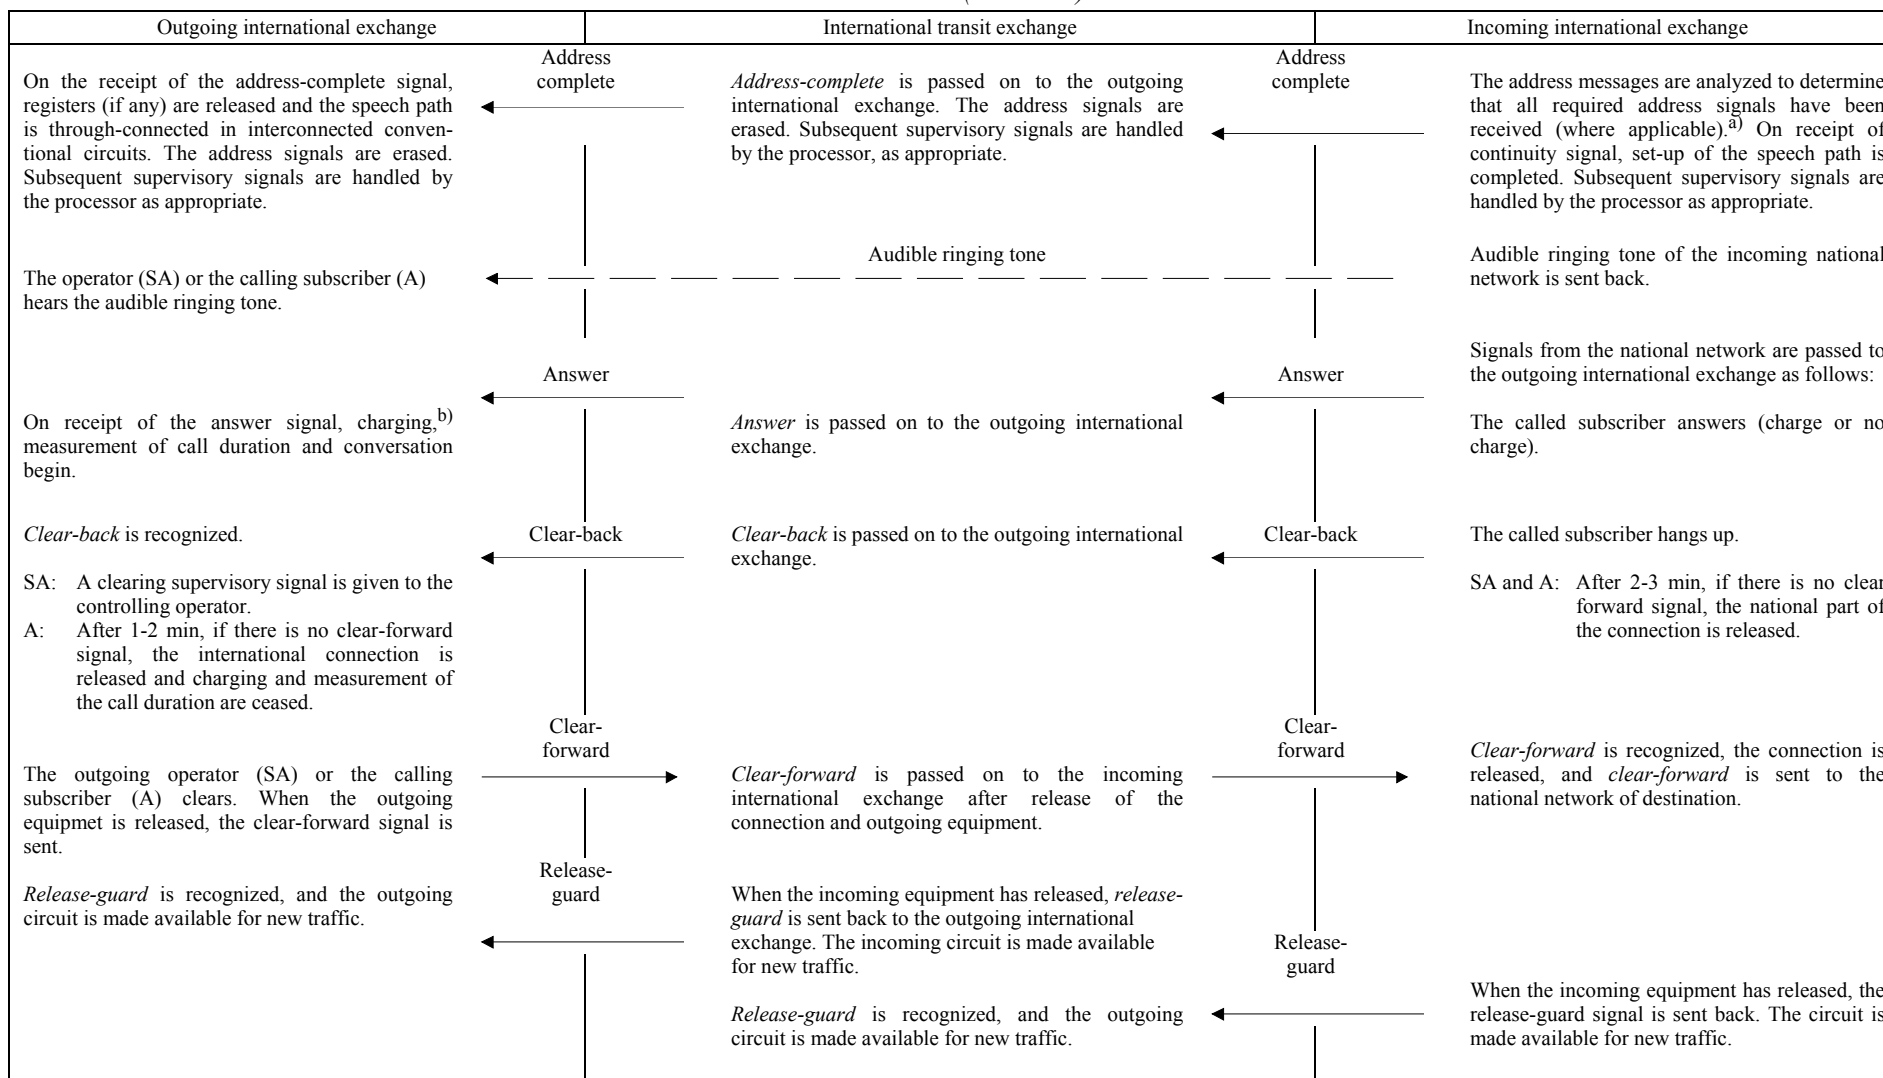 Outgoing international exchange
International transit exchange
Incoming international exchange
Address
complete
On the receipt of the address-complete signal,
registers (if any) are released and the speech path
is through-connected in interconnected conven-
tional circuits. The address signals are erased.
Subsequent supervisory signals are handled by
the processor as appropriate.
Address-complete is passed on to the outgoing
international exchange. The address signals are
erased. Subsequent supervisory signals are handled
by the processor, as appropriate.
Address
complete
The address messages are analyzed to determine
that all required address signals have been
received (where applicable).a) On receipt of
continuity signal, set-up of the speech path is
completed. Subsequent supervisory signals are
handled by the processor as appropriate.
Audible ringing tone
The operator (SA) or the calling subscriber (A)
hears the audible ringing tone.
Audible ringing tone of the incoming national
network is sent back.
Signals from the national network are passed to
the outgoing international exchange as follows:
Answer
Answer
On receipt of the answer signal, charging,b)
measurement of call duration and conversation
begin.
Answer is passed on to the outgoing international
exchange.
The called subscriber answers (charge or no
charge).
Clear-back is recognized.
Clear-back
Clear-back is passed on to the outgoing international
exchange.
Clear-back
The called subscriber hangs up.
SA: A clearing supervisory signal is given to the
controlling operator.
A: After 1-2 min, if there is no clear-forward
signal, the international connection is
released and charging and measurement of
the call duration are ceased.
SA and A: After 2-3 min, if there is no clear
forward signal, the national part of
the connection is released.
Clear-
forward
Clear-
forward
The outgoing operator (SA) or the calling
subscriber (A) clears. When the outgoing
equipmet is released, the clear-forward signal is
sent.
Clear-forward is passed on to the incoming
international exchange after release of the
connection and outgoing equipment.
Clear-forward is recognized, the connection is
released, and clear-forward is sent to the
national network of destination.
Release-
guard
Release-guard is recognized, and the outgoing
circuit is made available for new traffic.
When the incoming equipment has released, release-
guard is sent back to the outgoing international
exchange. The incoming circuit is made available
for new traffic.
Release-
guard
Release-guard is recognized, and the outgoing
circuit is made available for new traffic.
When the incoming equipment has released, the
release-guard signal is sent back. The circuit is
made available for new traffic.